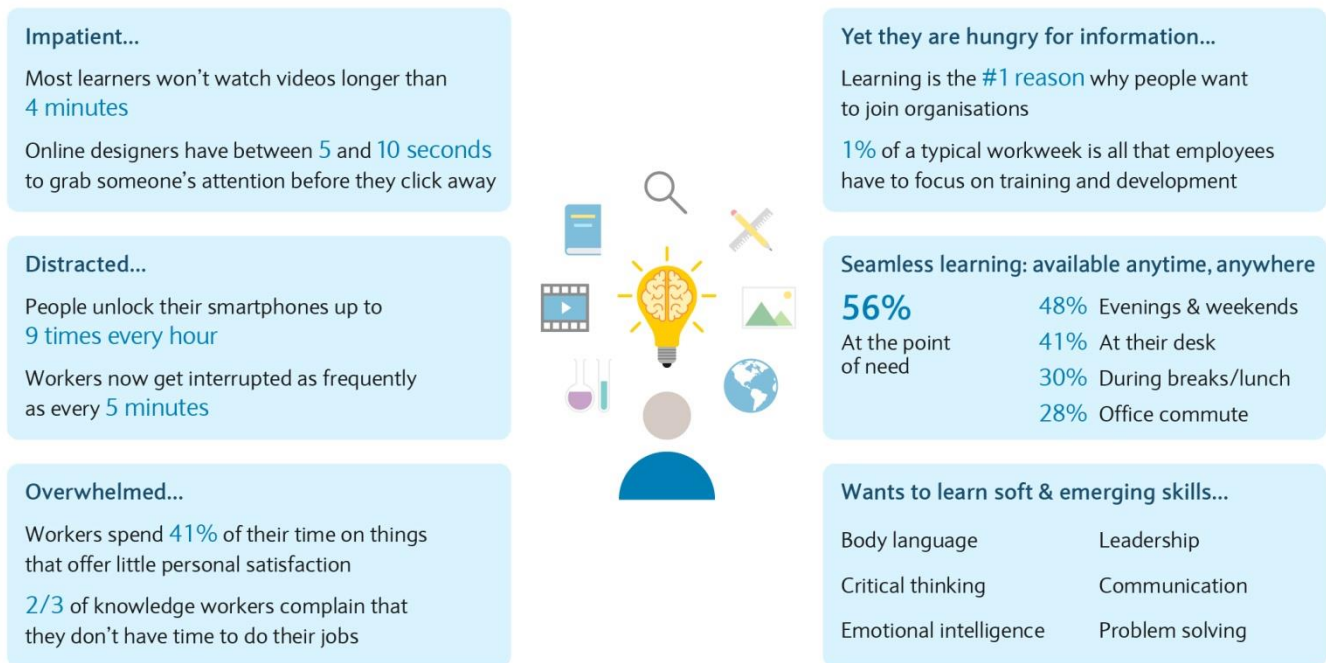 Impatient...
Most learners won’t watch videos longer than
4 minutes
Online designers have between 5 and 10 seconds
to grab someone’s attention before they click away
Distracted...
People unlock their smartphones up to
9 times every hour
Workers now get interrupted as frequently
as every 5 minutes
Overwhelmed...
Workers spend 41% of their time on things
that offer little personal satisfaction
2/3 of knowledge workers complain that
they don’t have time to do their jobs
Yet they are hungry for information...
Learning is the #1 reason why people want
to join organisations
1% of a typical workweek is all that employees
have to focus on training and development
Seamless learning: available anytime, anywhere
56%
At the point
of need
48% Evenings & weekends
41% At their desk
30% During breaks/lunch
28% Office commute
Wants to learn soft & emerging skills...
Body language
Critical thinking
Emotional intelligence
Leadership
Communication
Problem solving